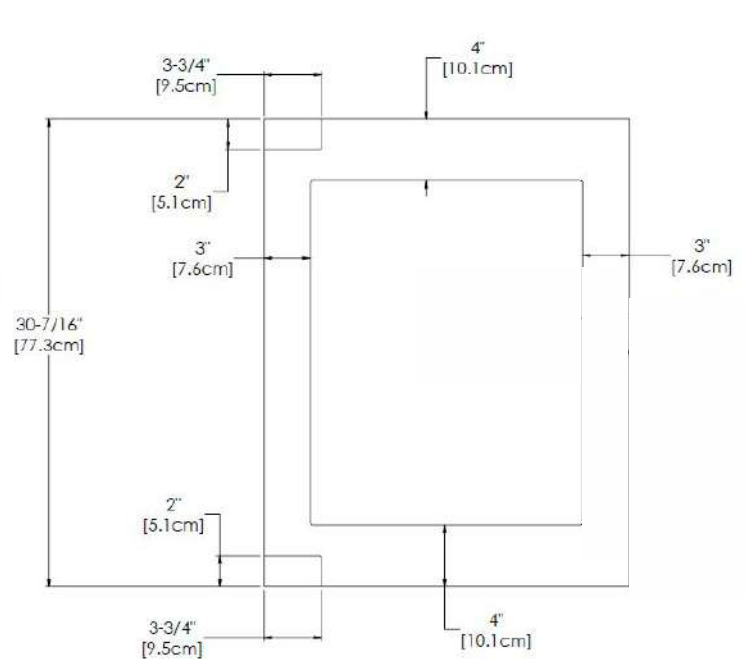 4"
[10.1cm]
3-3/4"
[9.5cm]
2"
[5.1cm]
3"
[7.6cm]
3"
[7.6cm]
30-7/16"
[77.3cm]
2"
[5.1cm]
4"
[10.1cm]
3-3/4"
[9.5cm]